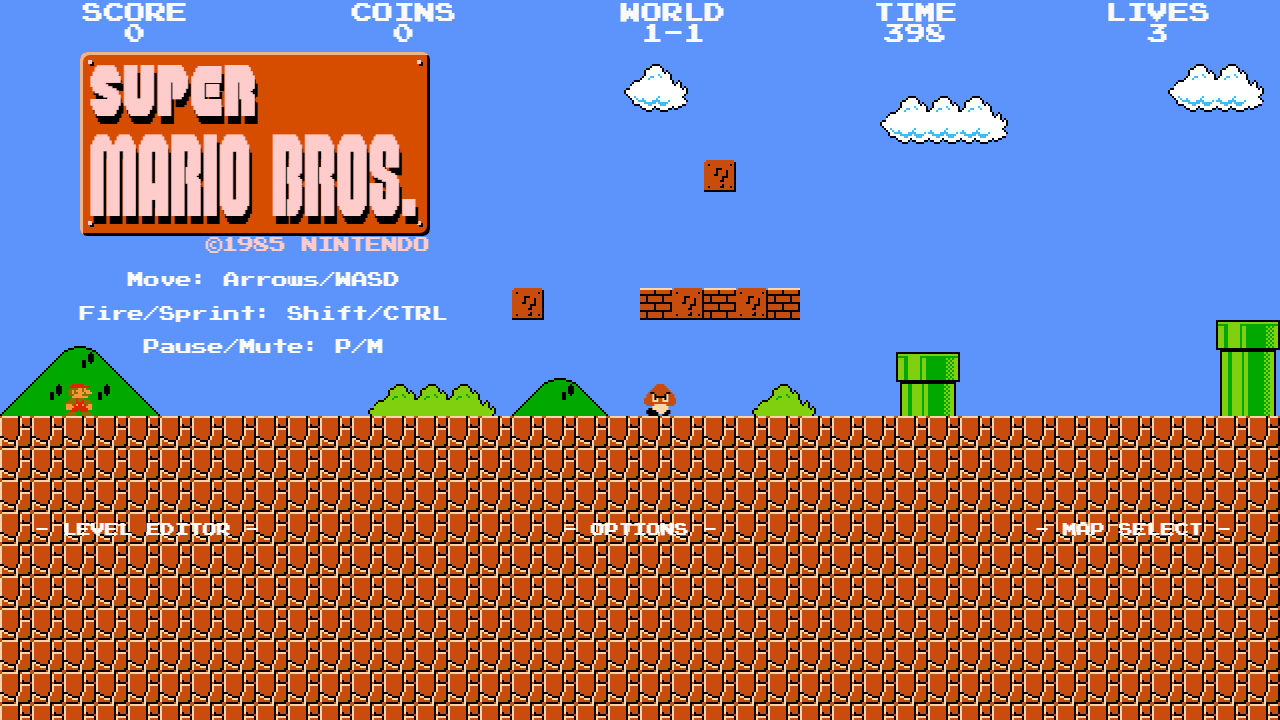 SCORE COINS WORLD TIME LIVES
0 0 1-1 398 3
SUPER
MARIO BROS.
©1985 NINTENDO
Move: Arrows/WASD
Fire/Sprint: Shift/CTRL
Pause/Mute: P/M
? 
?
? ?
- LEVEL EDITOR - - OPTIONS - - MAP SELECT -